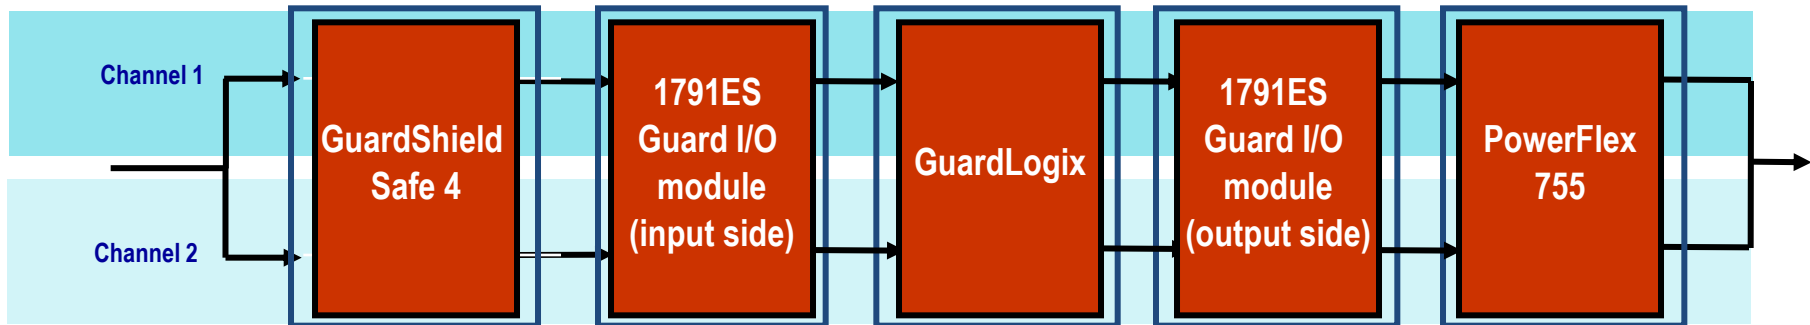 Channel 1
Channel 2
GuardShield
Safe 4
1791ES
Guard I/O
module
(input side)
GuardLogix
1791ES
Guard I/O
module
(output side)
PowerFlex
755